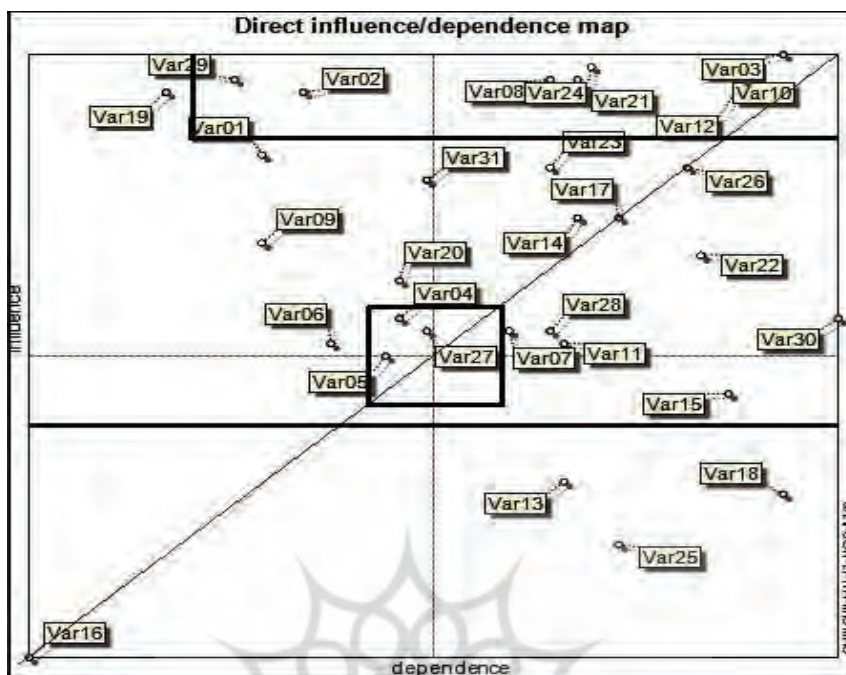 Direct influence/dependence map
Var29
Var02
Var03
Var19
Var08
Var24
Var21
Var10
Var01
Var12
Var23
Var31
Var17
Var26
Var09
Var14
Var20
Var22
Var04
Var06
Var28
Var30
Var27
Var07
Var11
Var05
Var15
Var13
Var18
Var25
Var16
influence
dependence